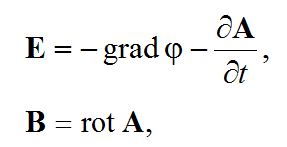 E = − grad φ − ∂A/∂t ,
B = rot A,